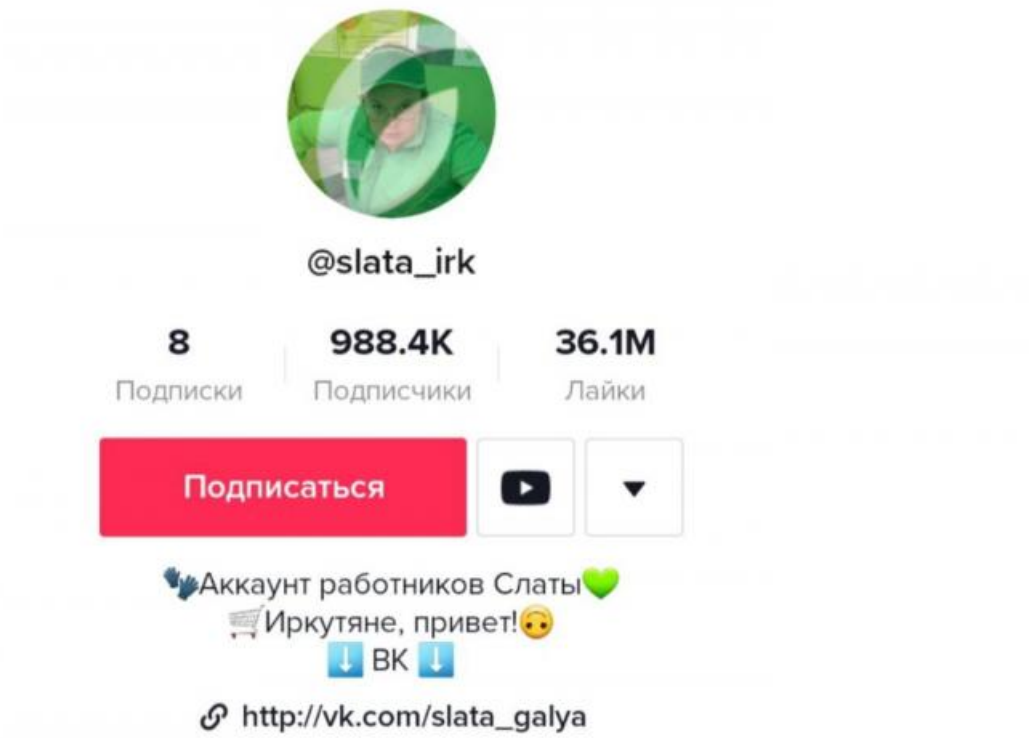 @slata_irk
8 988.4K 36.1M
Подписки Подписчики Лайки
Подписаться
🧤Аккаунт работников Слаты💚
🛒Иркутяне, привет!🙃
⬇️ ВК ⬇️
http://vk.com/slata_galya